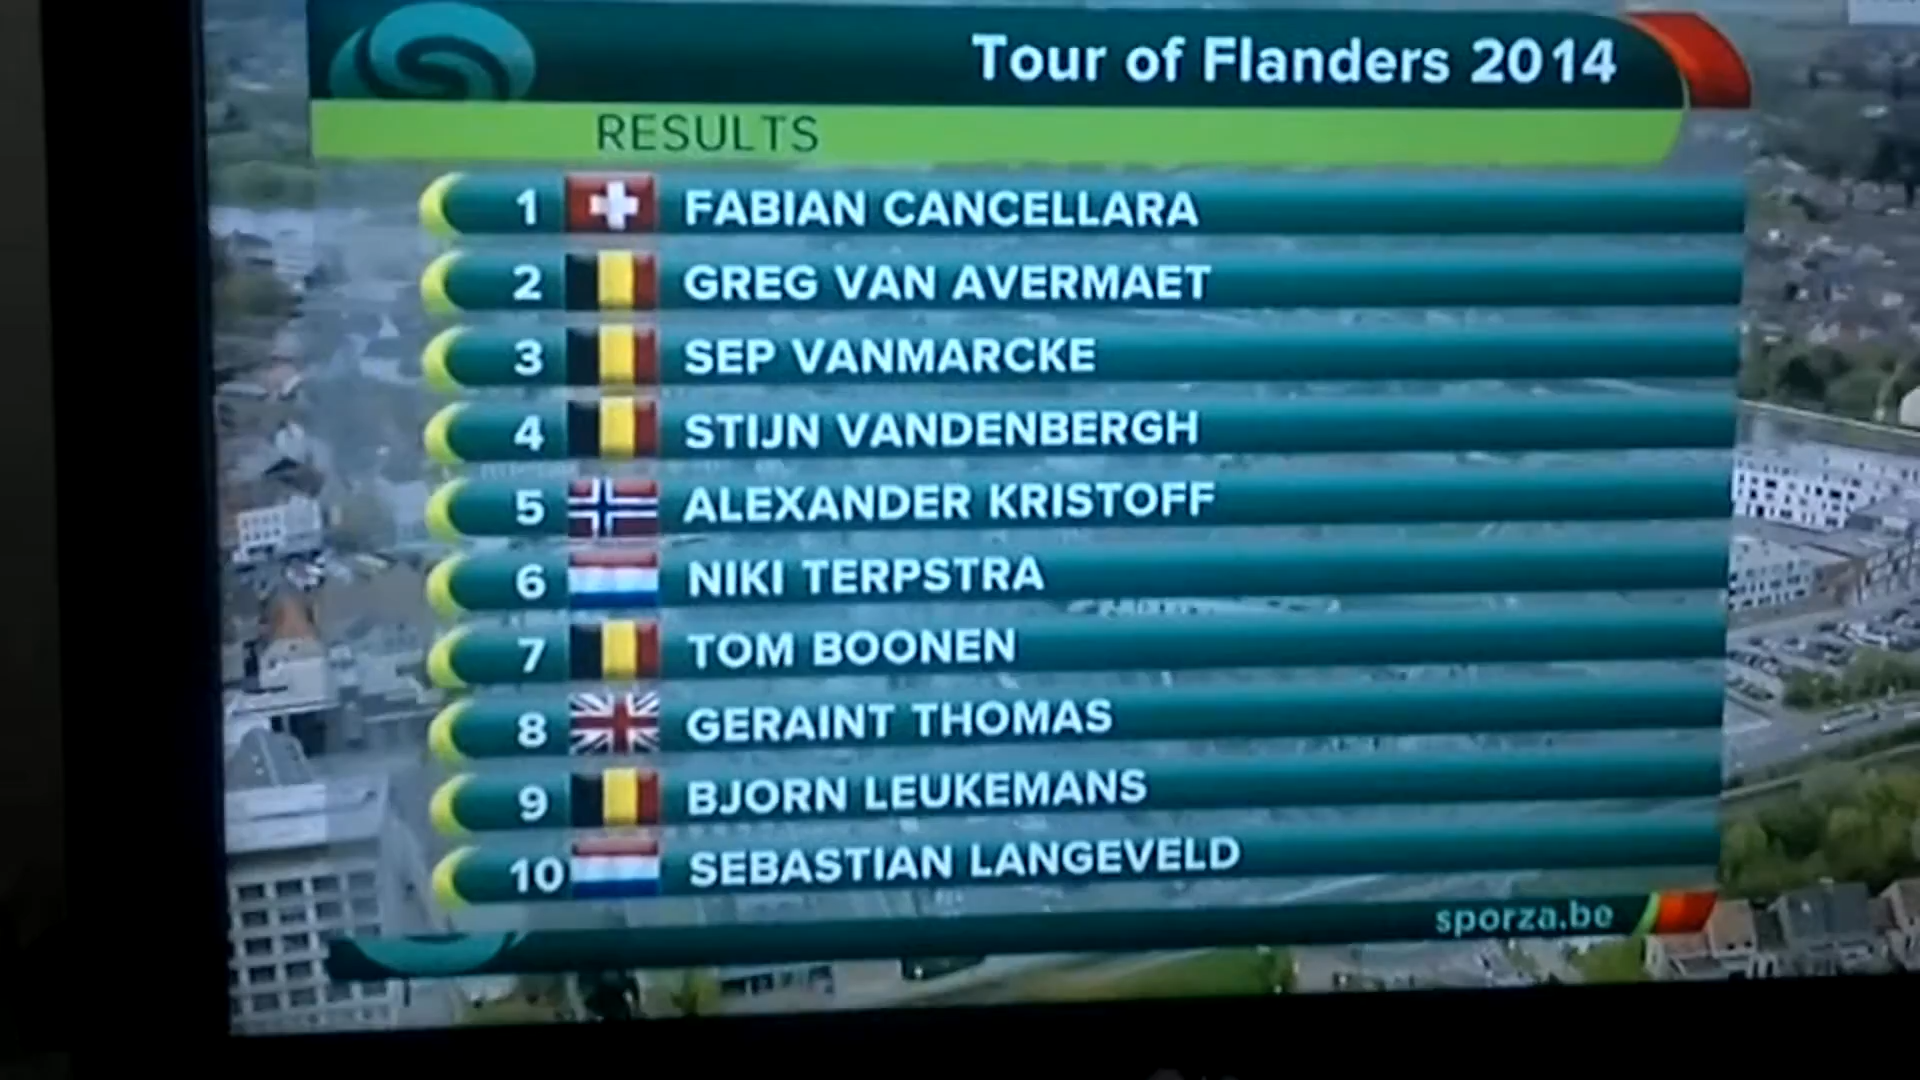 Tour of Flanders 2014
RESULTS
1 FABIAN CANCELLARA
2 GREG VAN AVERMAET
3 SEP VANMARCKE
4 STIJN VANDENBERGH
5 ALEXANDER KRISTOFF
6 NIKI TERPSTRA
7 TOM BOONEN
8 GERAINT THOMAS
9 BJORN LEUKEMANS
10 SEBASTIAN LANGEVELD
sporza.be